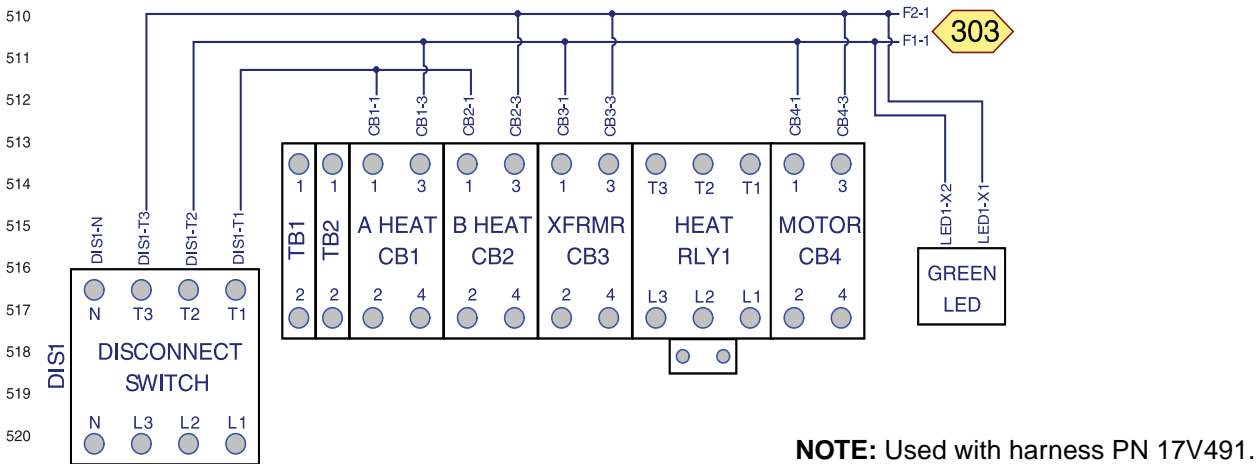 510
511
512
513
514
515
516
517
518
519
520
F2-1
F1-1
303
CB1-1
CB1-3
CB2-1
CB2-3
CB3-1
CB3-3
CB4-1
CB4-3
DIS1-N
DIS1-T3
DIS1-T2
DIS1-T1
LED1-X2
LED1-X1
1 1 1 3 1 3 1 3 T3 T2 T1 1 3
TB1
TB2
A HEAT
CB1
B HEAT
CB2
XFRMR
CB3
HEAT
RLY1
MOTOR
CB4
2 2 2 4 2 4 2 4 L3 L2 L1 2 4
GREEN
LED
N T3 T2 T1
DIS1
DISCONNECT
SWITCH
N L3 L2 L1
NOTE: Used with harness PN 17V491.